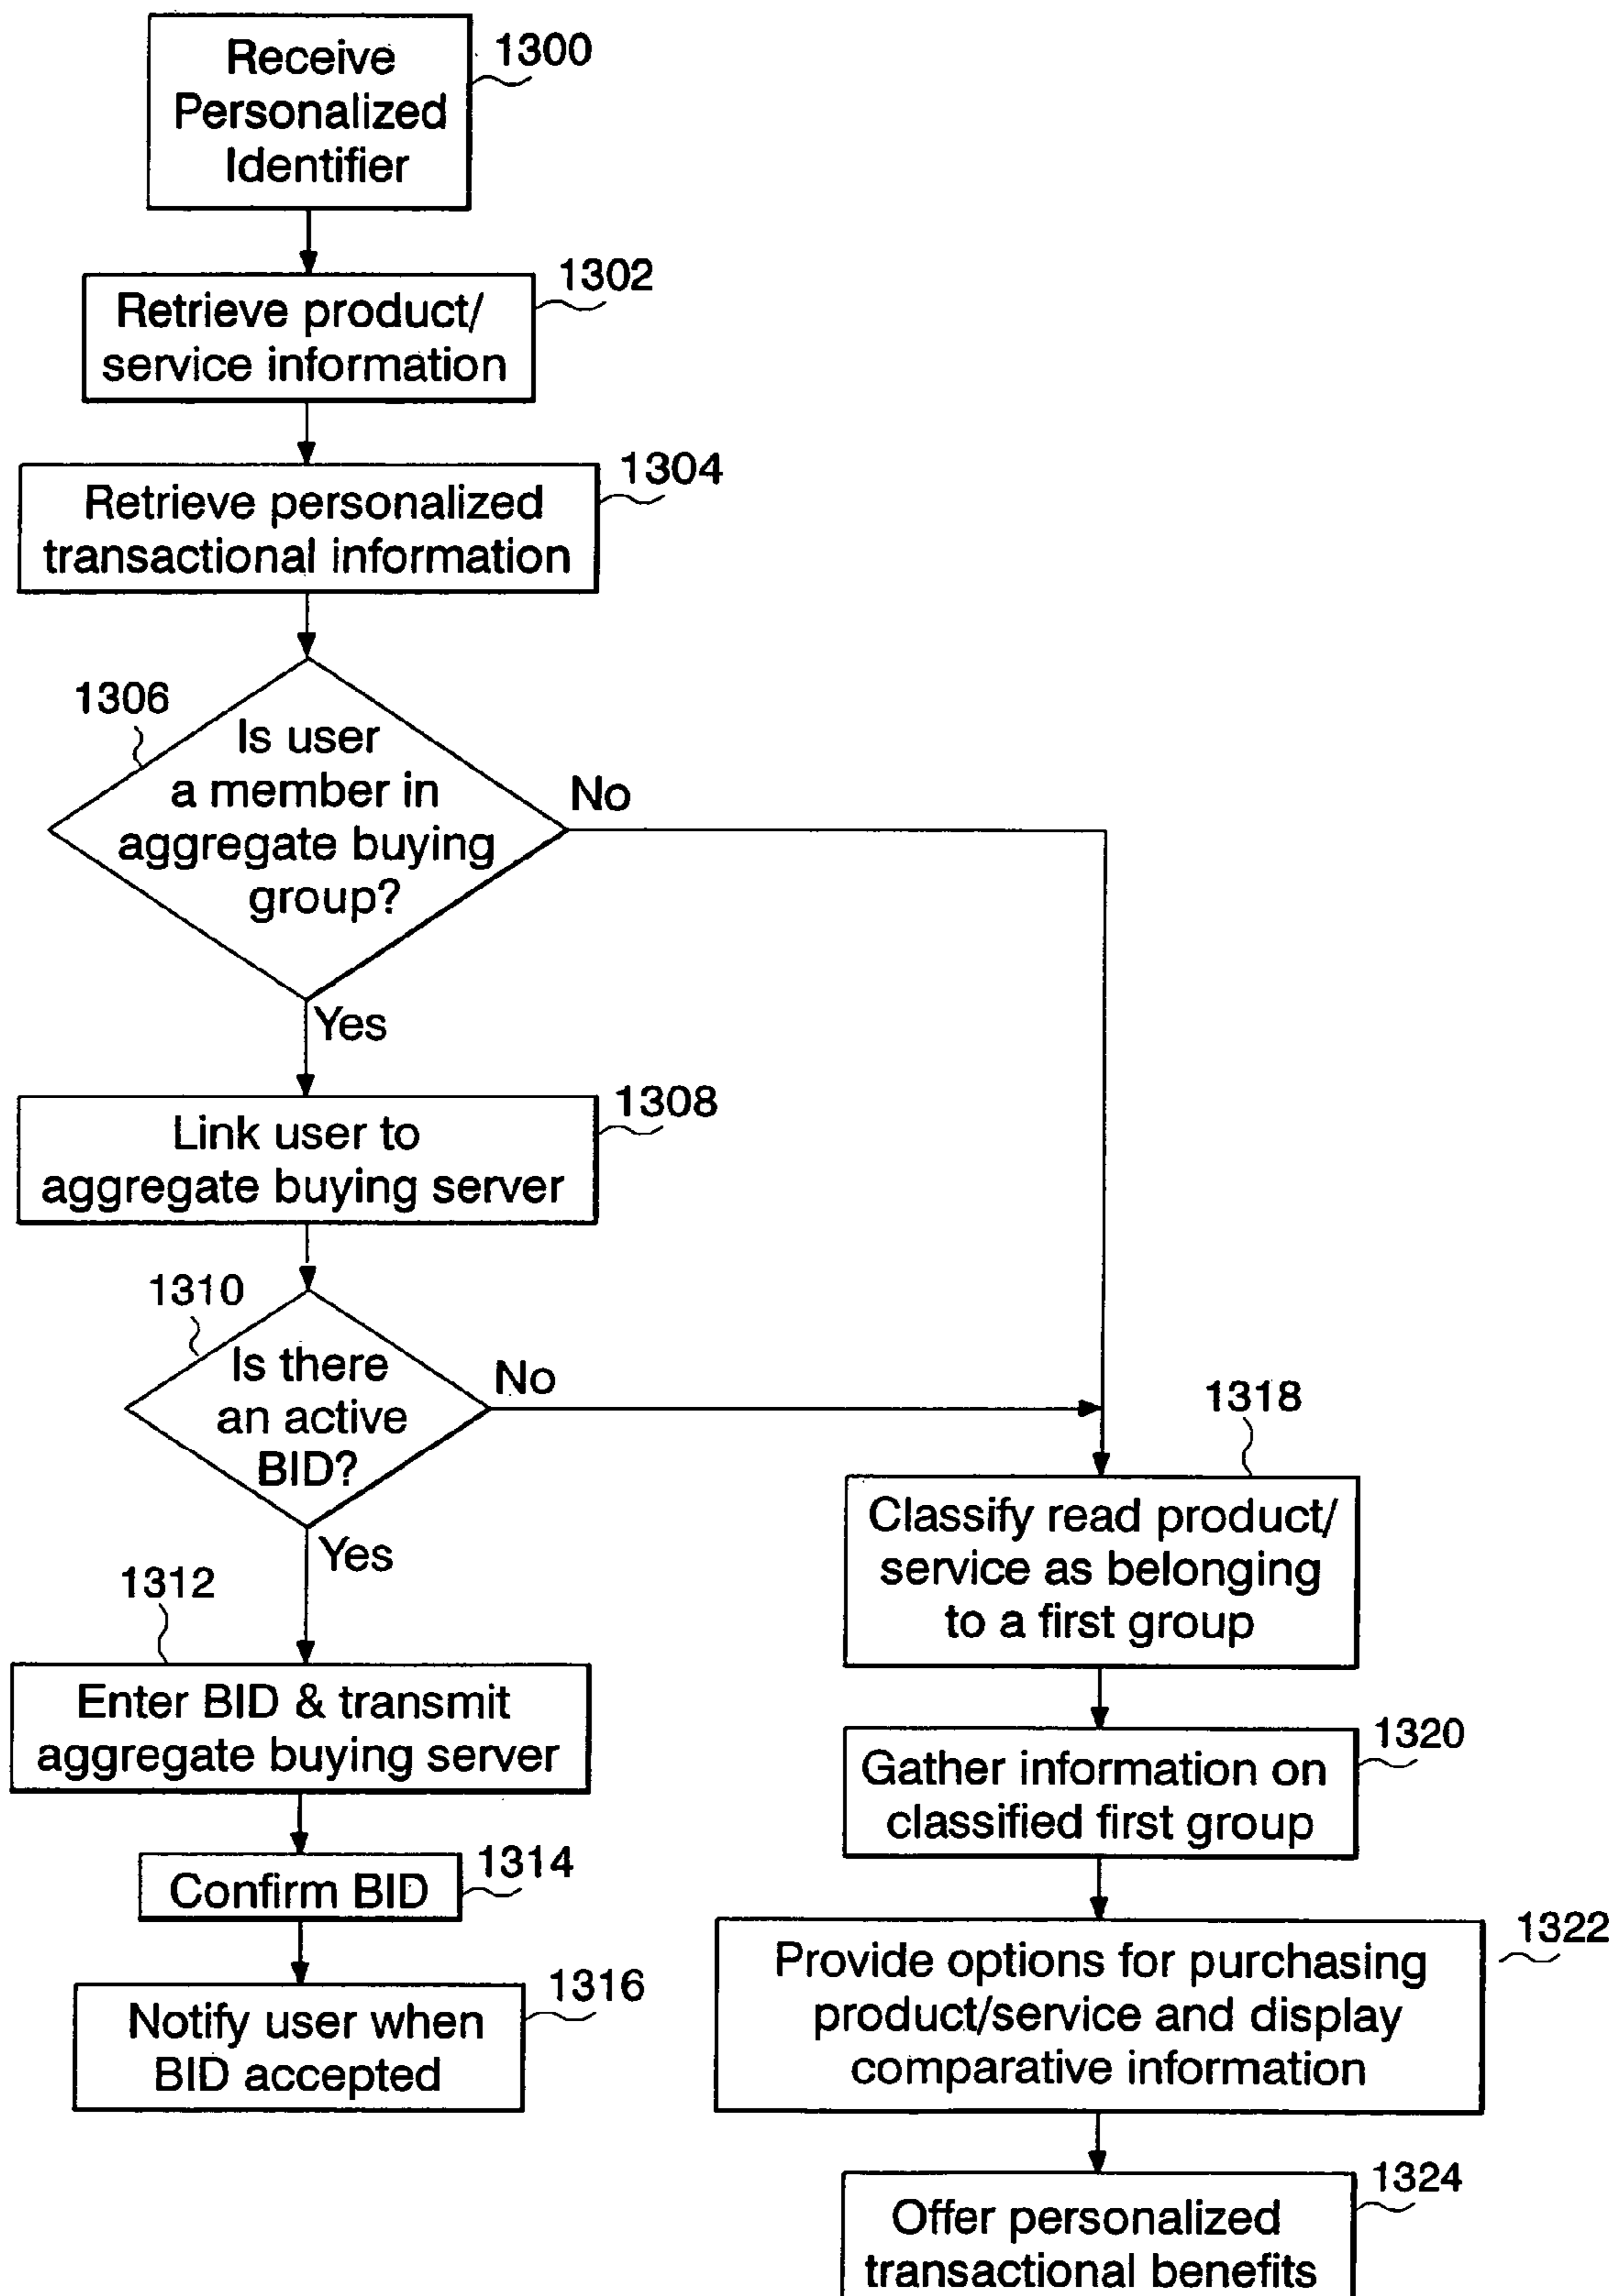 Receive
Personalized
Identifier
1300
Retrieve product/
service information
1302
Retrieve personalized
transactional information
1304
1306
Is user
a member in
aggregate buying
group?
No
Yes
Link user to
aggregate buying server
1308
1310
Is there
an active
BID?
No
Yes
1312
Enter BID & transmit
aggregate buying server
Confirm BID
1314
Notify user when
BID accepted
1316
1318
Classify read product/
service as belonging
to a first group
Gather information on
classified first group
1320
Provide options for purchasing
product/service and display
comparative information
1322
Offer personalized
transactional benefits
1324